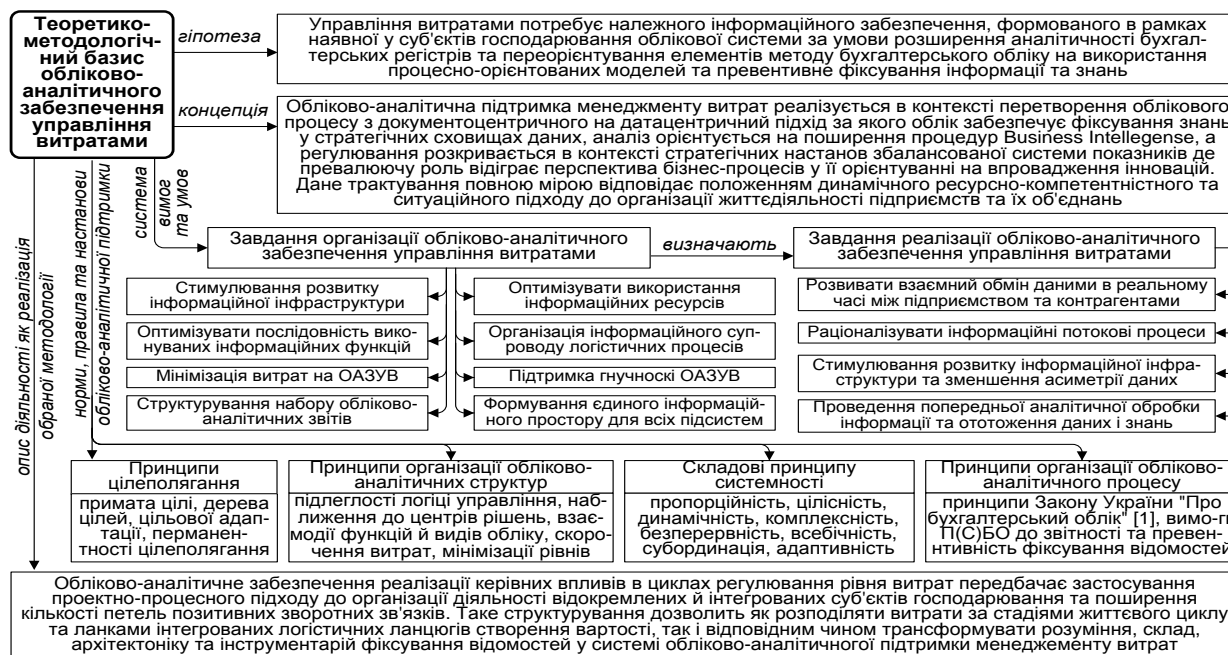 Теоретико-
методологіч-
ний базис
обліково-
аналітичного
забезпечення
управління
витратами
гіпотеза
Управління витратами потребує належного інформаційного забезпечення, формованого в рамках
наявної у суб'єктів господарювання облікової системи за умови розширення аналітичності бухгал-
терських регістрів та переорієнтування елементів методу бухгалтерського обліку на використання
процесно-орієнтованих моделей та превентивне фіксування інформації та знань
концепція
Обліково-аналітична підтримка менеджменту витрат реалізується в контексті перетворення облікового
процесу з документоцентричного на датацентричний підхід за якого облік забезпечує фіксування знань
у стратегічних сховищах даних, аналіз орієнтується на поширення процедур Business Intellegense, а
регулювання розкривається в контексті стратегічних настанов збалансованої системи показників де
превалюючу роль відіграє перспектива бізнес-процесів у її орієнтуванні на впровадження інновацій.
Дане трактування повною мірою відповідає положенням динамічного ресурсно-компетентністного та
ситуаційного підходу до організації життєдіяльності підприємств та їх об'єднань
опис діяльності як реалізація
обраної методології
норми, правила та настанови
обліково-аналітичної підтримки
система
вимог
та умов
Завдання організації обліково-аналітичного
забезпечення управління витратами
визначають
Завдання реалізації обліково-аналітичного
забезпечення управління витратами
Стимулювання розвитку
інформаційної інфраструктури
Оптимізувати послідовність вико-
нуваних інформаційних функцій
Мінімізація витрат на ОАЗУВ
Структурування набору обліково-
аналітичних звітів
Оптимізувати використання
інформаційних ресурсів
Організація інформаційного суп-
роводу логістичних процесів
Підтримка гнучноскі ОАЗУВ
Формування єдиного інформацій-
ного простору для всіх підсистем
Розвивати взаємний обмін даними в реальному
часі між підприємством та контрагентами
Раціоналізувати інформаційні потокові процеси
Стимулювання розвитку інформаційної інфра-
структури та зменшення асиметрії даних
Проведення попередньої аналітичної обробки
інформації та ототоження даних і знань
Принципи
цілеполягання
примата цілі, дерева
цілей, цільової адап-
тації, перманен-
тності цілеполягання
Принципи організації обліково-
аналітичних структур
підлеглості логіці управління, наб-
лиження до центрів рішень, взає-
модії функцій й видів обліку, ско-
рочення витрат, мінімізації рівнів
Складові принципу
системності
пропорційність, цілісність,
динамічність, комплексність,
безперервність, всебічність,
субординація, адаптивність
Принципи організації обліково-
аналітичного процесу
принципи Закону України "Про
бухгалтерський облік" [1], вимо-ги
П(С)БО до звітності та превен-
нтивність фіксування відомостей
Обліково-аналітичне забезпечення реалізації керівних впливів в циклах регулювання рівня витрат передбачає застосування
проектно-процесного підходу до організації діяльності відокремлених й інтегрованих суб'єктів господарювання та поширення
кількості петель позитивних зворотних зв'язків. Таке структурування дозволить як розподіляти витрати за стадіями життєвого циклу
та ланками інтегрованих логістичних ланцюгів створення вартості, так і відповідним чином трансформувати розуміння, склад,
архітектоніку та інструментарій фіксування відомостей у системі обліково-аналітичної підтримки менеджементу витрат